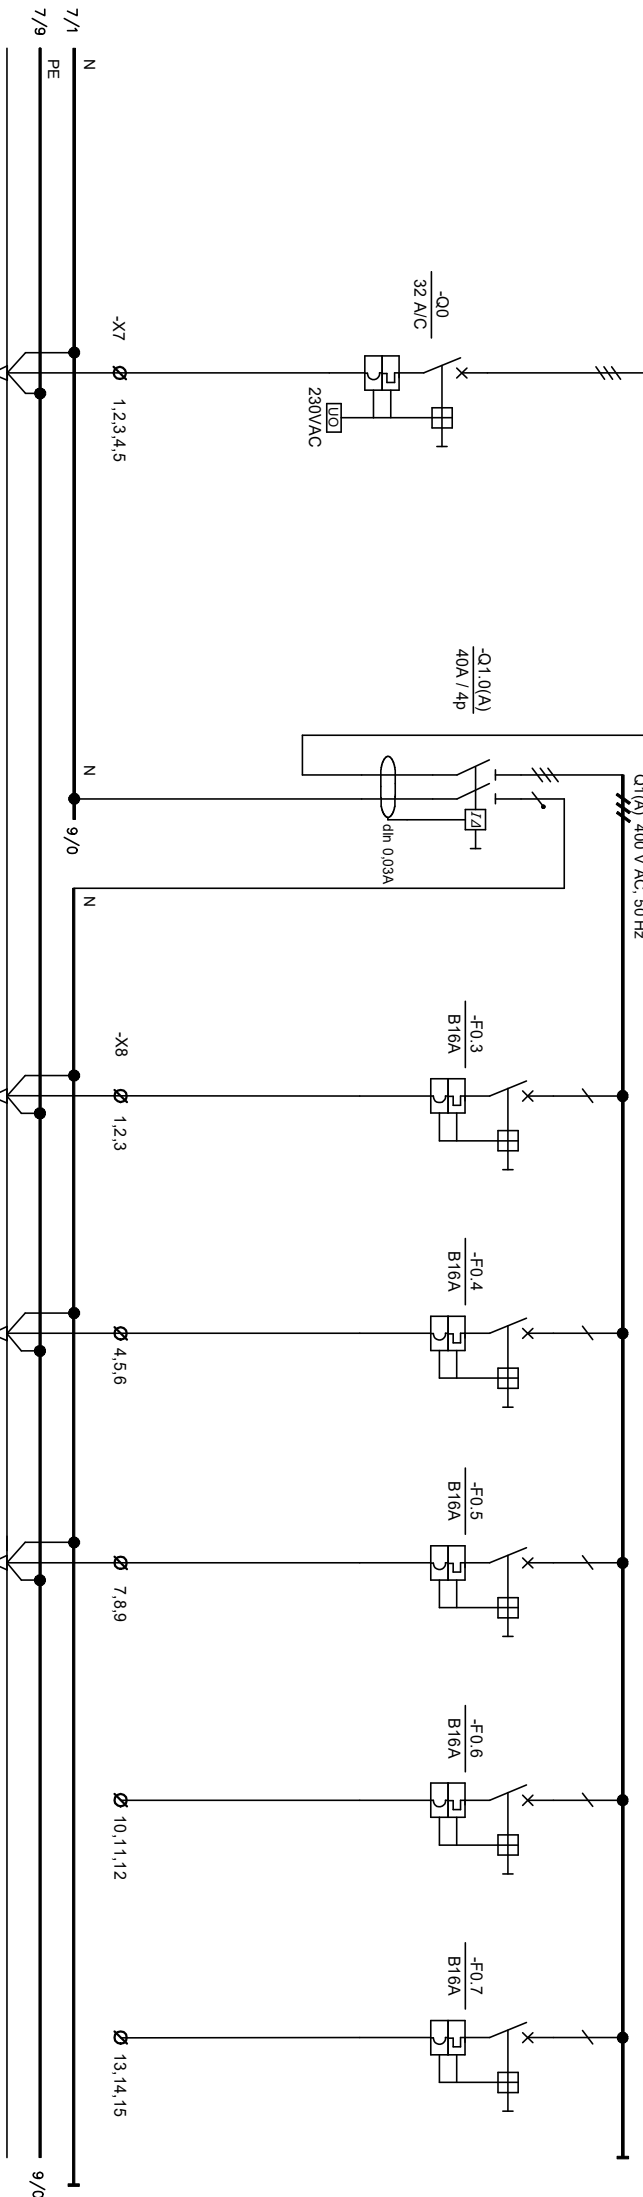 7/1
N
7/9
PE
-Q0
32 A/C
UO
230VAC
-X7
1,2,3,4,5
-Q1.0(A)
40A / 4p
dIn 0,03A
N
9/0
N
Q1(A) 400 V AC, 50 Hz
-F0.3
B16A
-X8
1,2,3
-F0.4
B16A
4,5,6
-F0.5
B16A
7,8,9
-F0.6
B16A
10,11,12
-F0.7
B16A
13,14,15
9/0